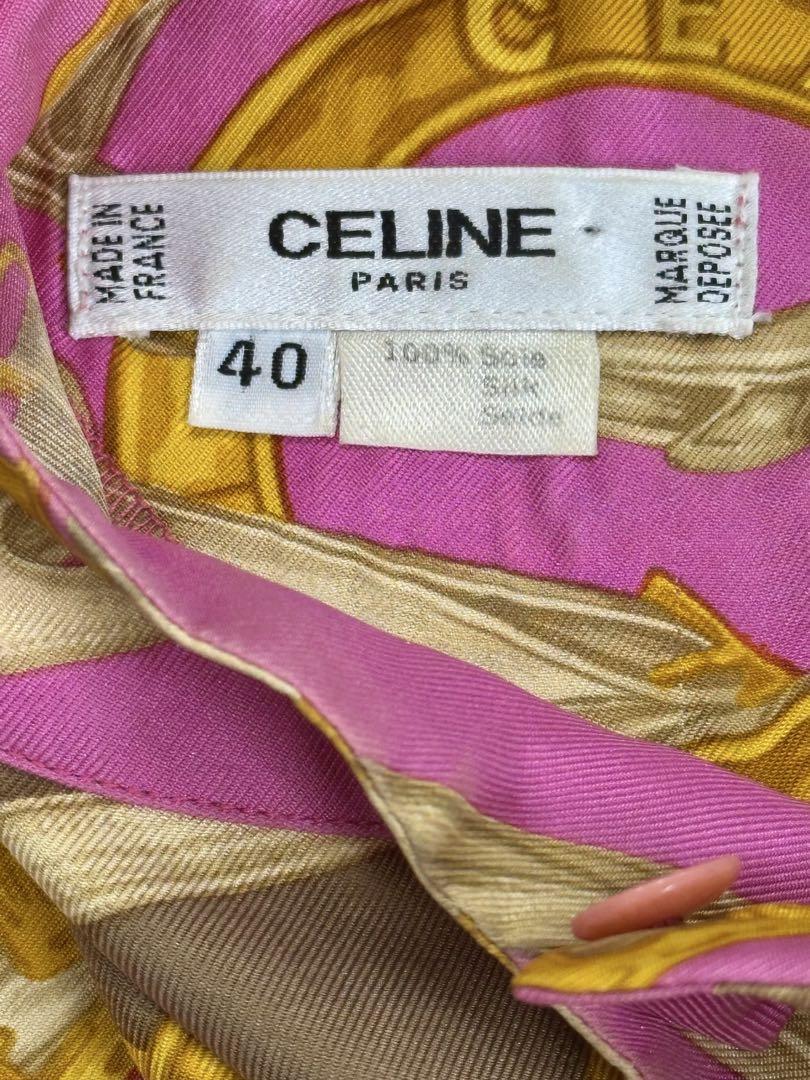 C E
MADE IN
FRANCE
CELINE
PARIS
MARQUE
DEPOSEE
40
100% Soie
Silk
Seide